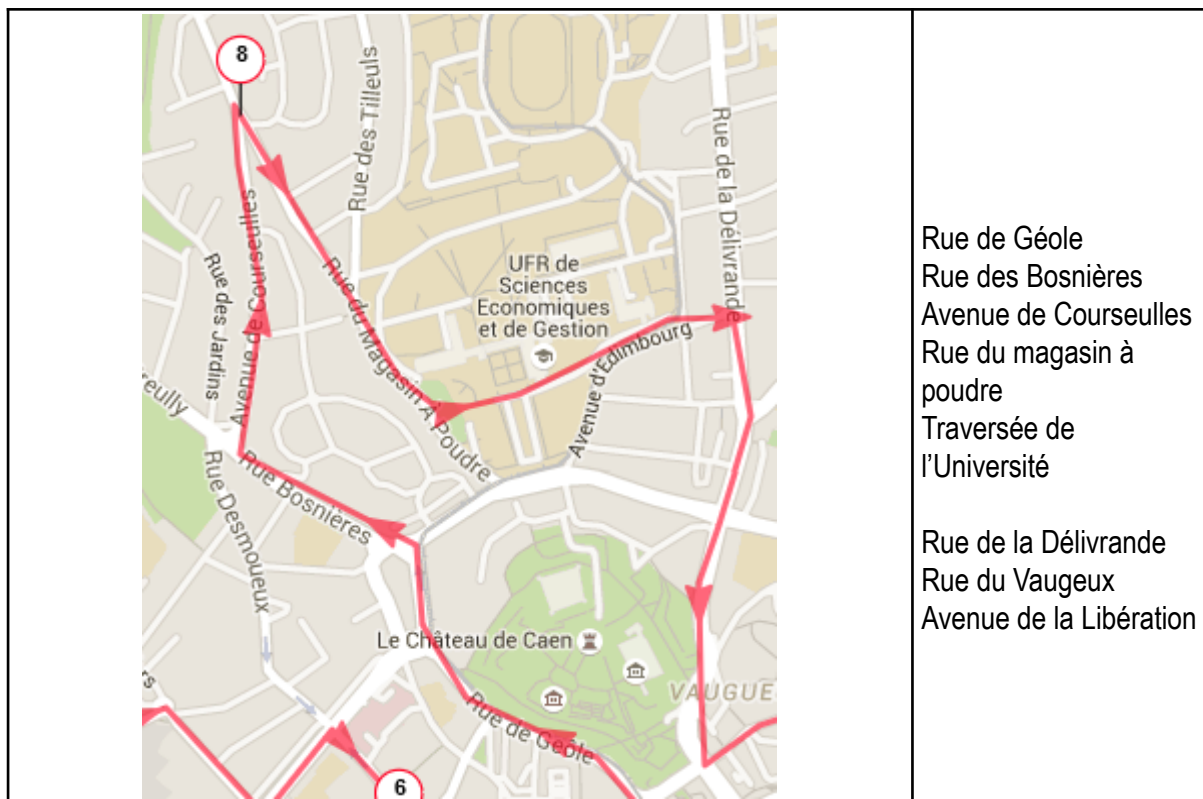 8
Rue des Tilleuls
Rue de la Délivrande
Avenue de Courseulles
Rue des Jardins
Rue du Magasin À Poudre
UFR de
Sciences
Economiques
et de Gestion
Avenue d'Edimbourg
reully
Rue Bosnières
Rue Desmoueux
Le Château de Caen
VAUGUE
Rue de Geôle
rs
6
Rue de Géole
Rue des Bosnières
Avenue de Courseulles
Rue du magasin à
poudre
Traversée de
l'Université
Rue de la Délivrande
Rue du Vaugeux
Avenue de la Libération